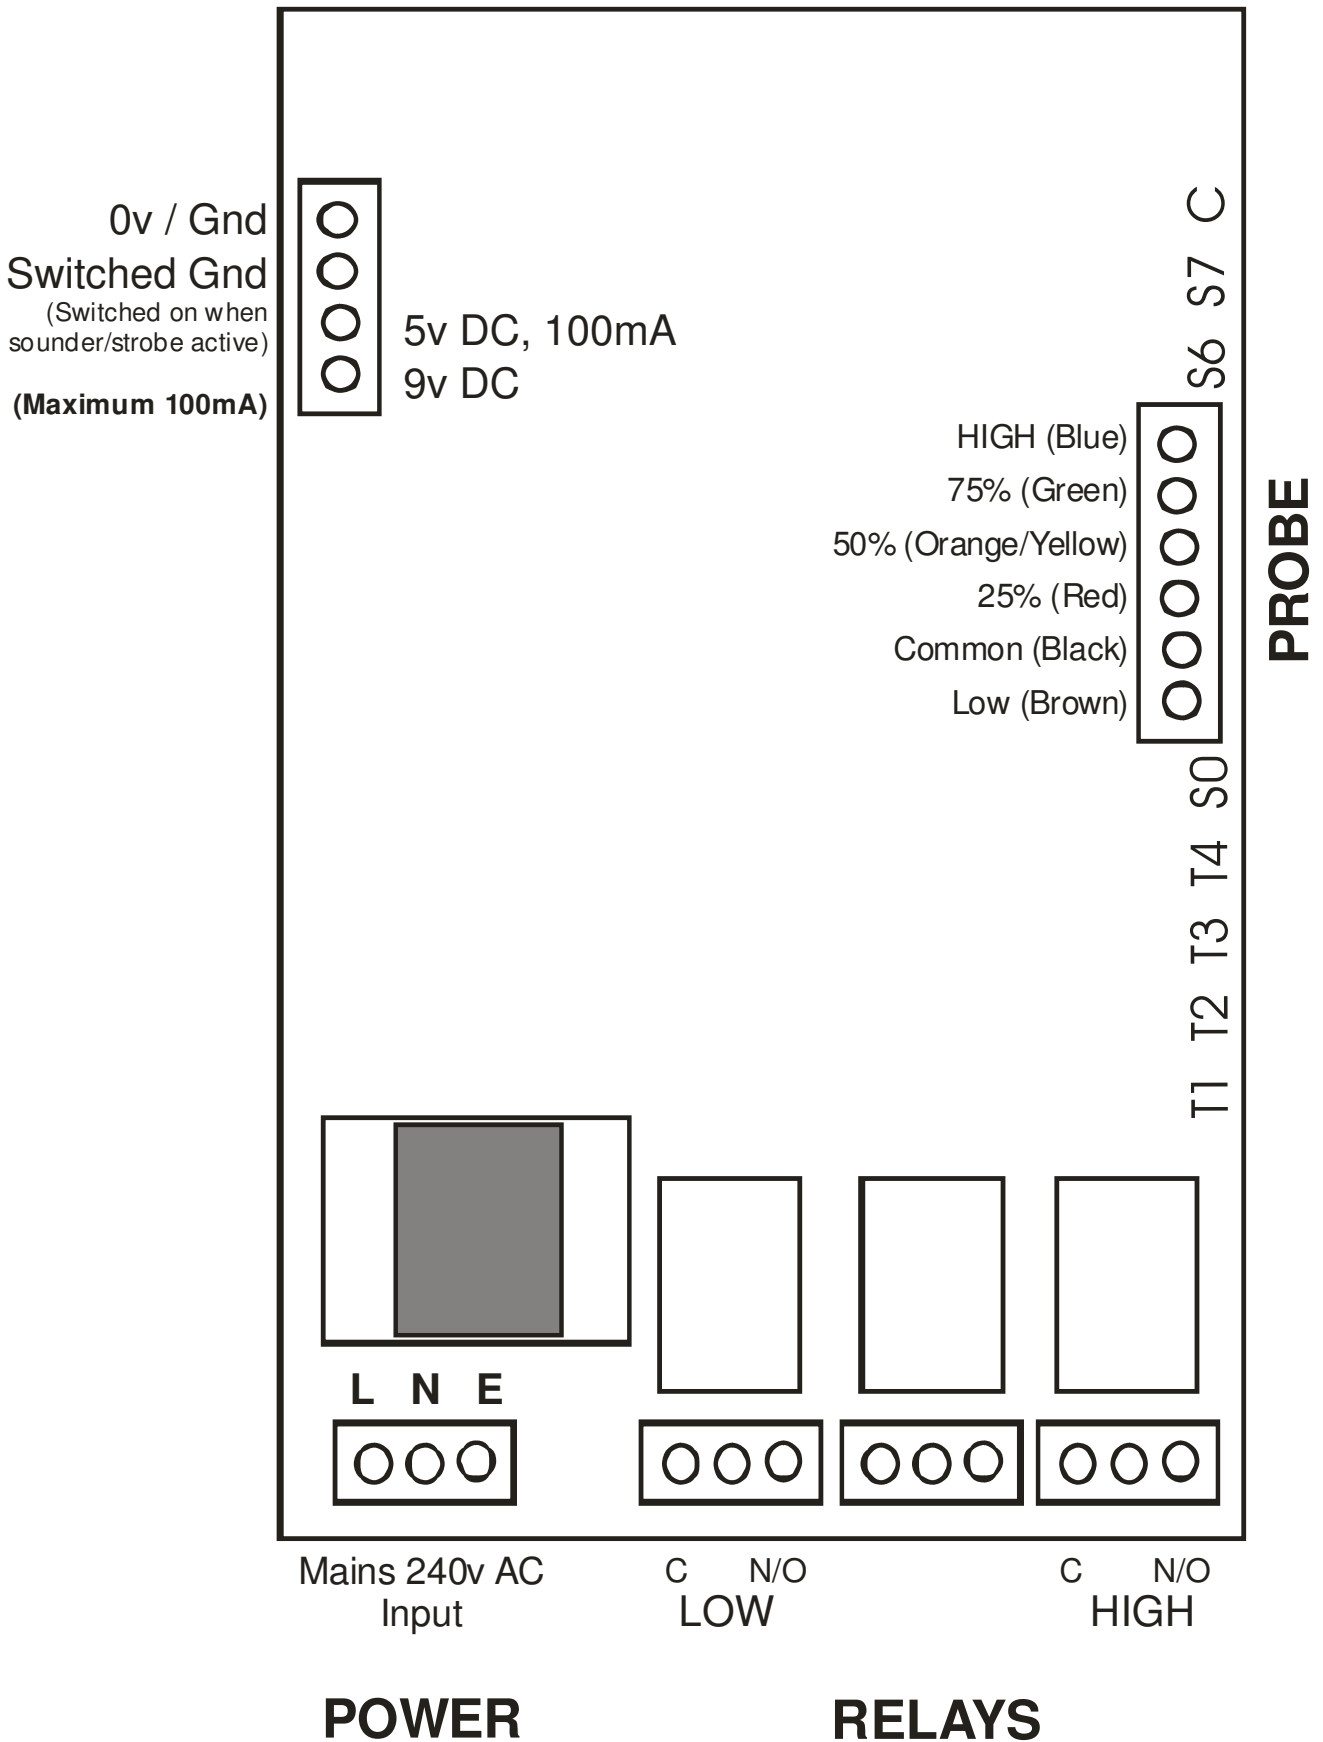 0v / Gnd
Switched Gnd
(Switched on when
sounder/strobe active)
(Maximum 100mA)
5v DC, 100mA
9v DC
C
S7
S6
HIGH (Blue)
75% (Green)
50% (Orange/Yellow)
25% (Red)
Common (Black)
Low (Brown)
PROBE
S0
T4
T3
T2
T1
L N E
Mains 240v AC
Input
C N/O
LOW
C N/O
HIGH
POWER
RELAYS